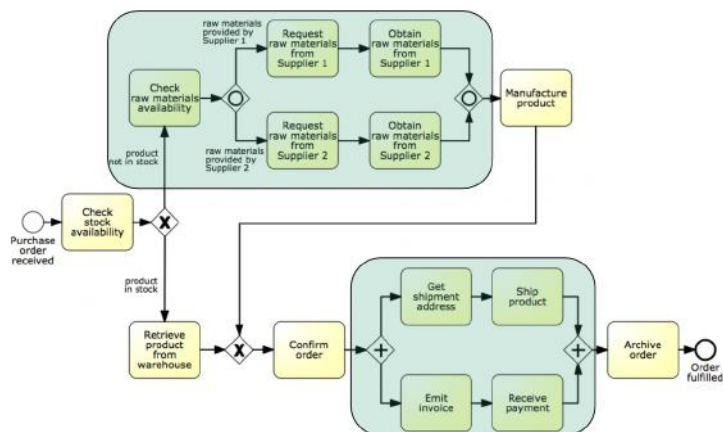 raw materials
provided by
Supplier 1
Request
raw materials
from
Supplier 1
Obtain
raw materials
from
Supplier 1
Check
raw materials
availability
Manufacture
product
raw materials
provided by
Supplier 2
Request
raw materials
from
Supplier 2
Obtain
raw materials
from
Supplier 2
product
not in stock
Purchase
order
received
Check
stock
availability
X
product
in stock
Retrieve
product
from
warehouse
X
Confirm
order
Get
shipment
address
Ship
product
Emit
invoice
Receive
payment
Archive
order
Order
fulfilled